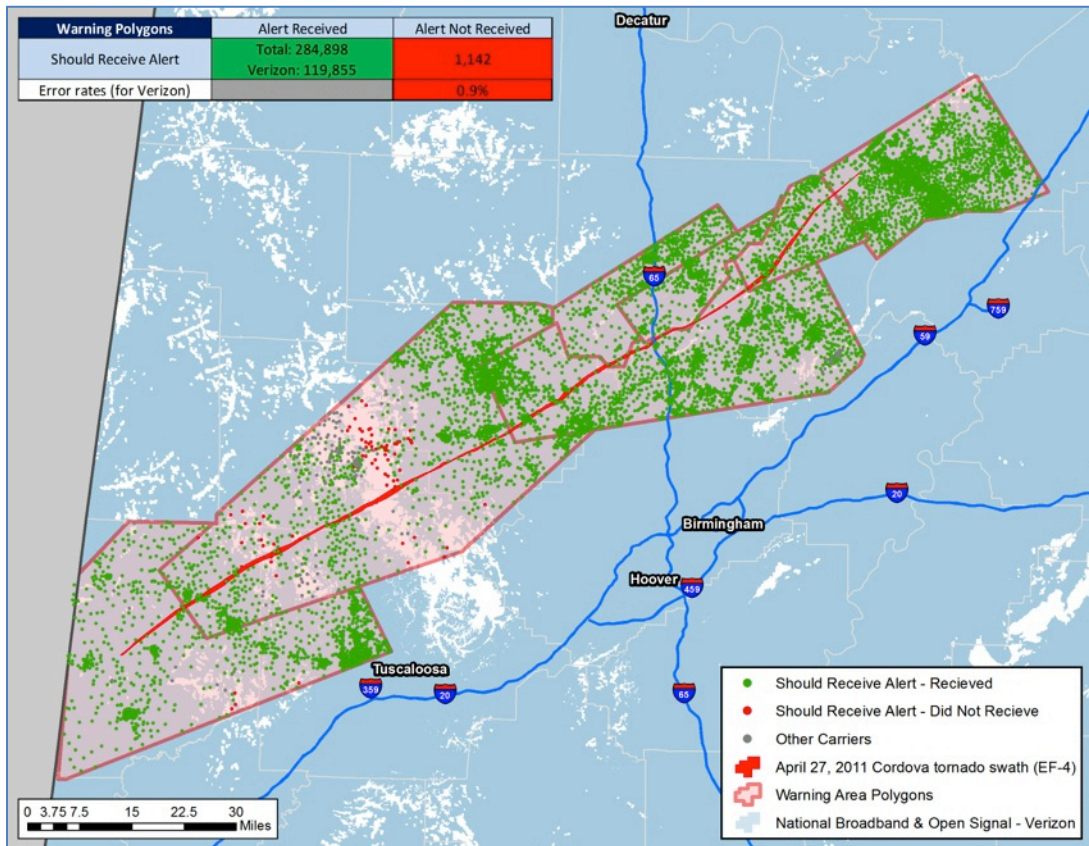 Decatur
Warning Polygons Alert Received Alert Not Received
Should Receive Alert Total: 284,898 1,142
Verizon: 119,855
Error rates (for Verizon) 0.9%
65
759
59
20
Birmingham
Hoover
459
Tuscaloosa
359
20
65
Should Receive Alert - Recieved
Should Receive Alert - Did Not Recieve
Other Carriers
April 27, 2011 Cordova tornado swath (EF-4)
Warning Area Polygons
National Broadband & Open Signal - Verizon
0 3.75 7.5 15 22.5 30
Miles